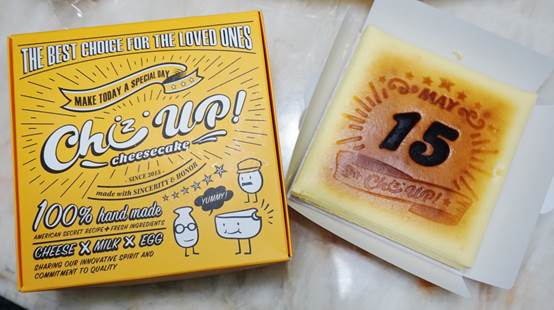 THE BEST CHOICE FOR THE LOVED ONES
MAKE TODAY A SPECIAL DAY
Chiz' UP!
cheesecake
SINCE 2015
made with SINCERITY & HONOR
YUMMY!
100% hand made
AMERICAN SECRET RECIPE + FRESH INGREDIENTS
CHEESE X MILK X EGG
SHARING OUR INNOVATIVE SPIRIT AND
COMMITMENT TO QUALITY
MAY
15
Chiz' UP!